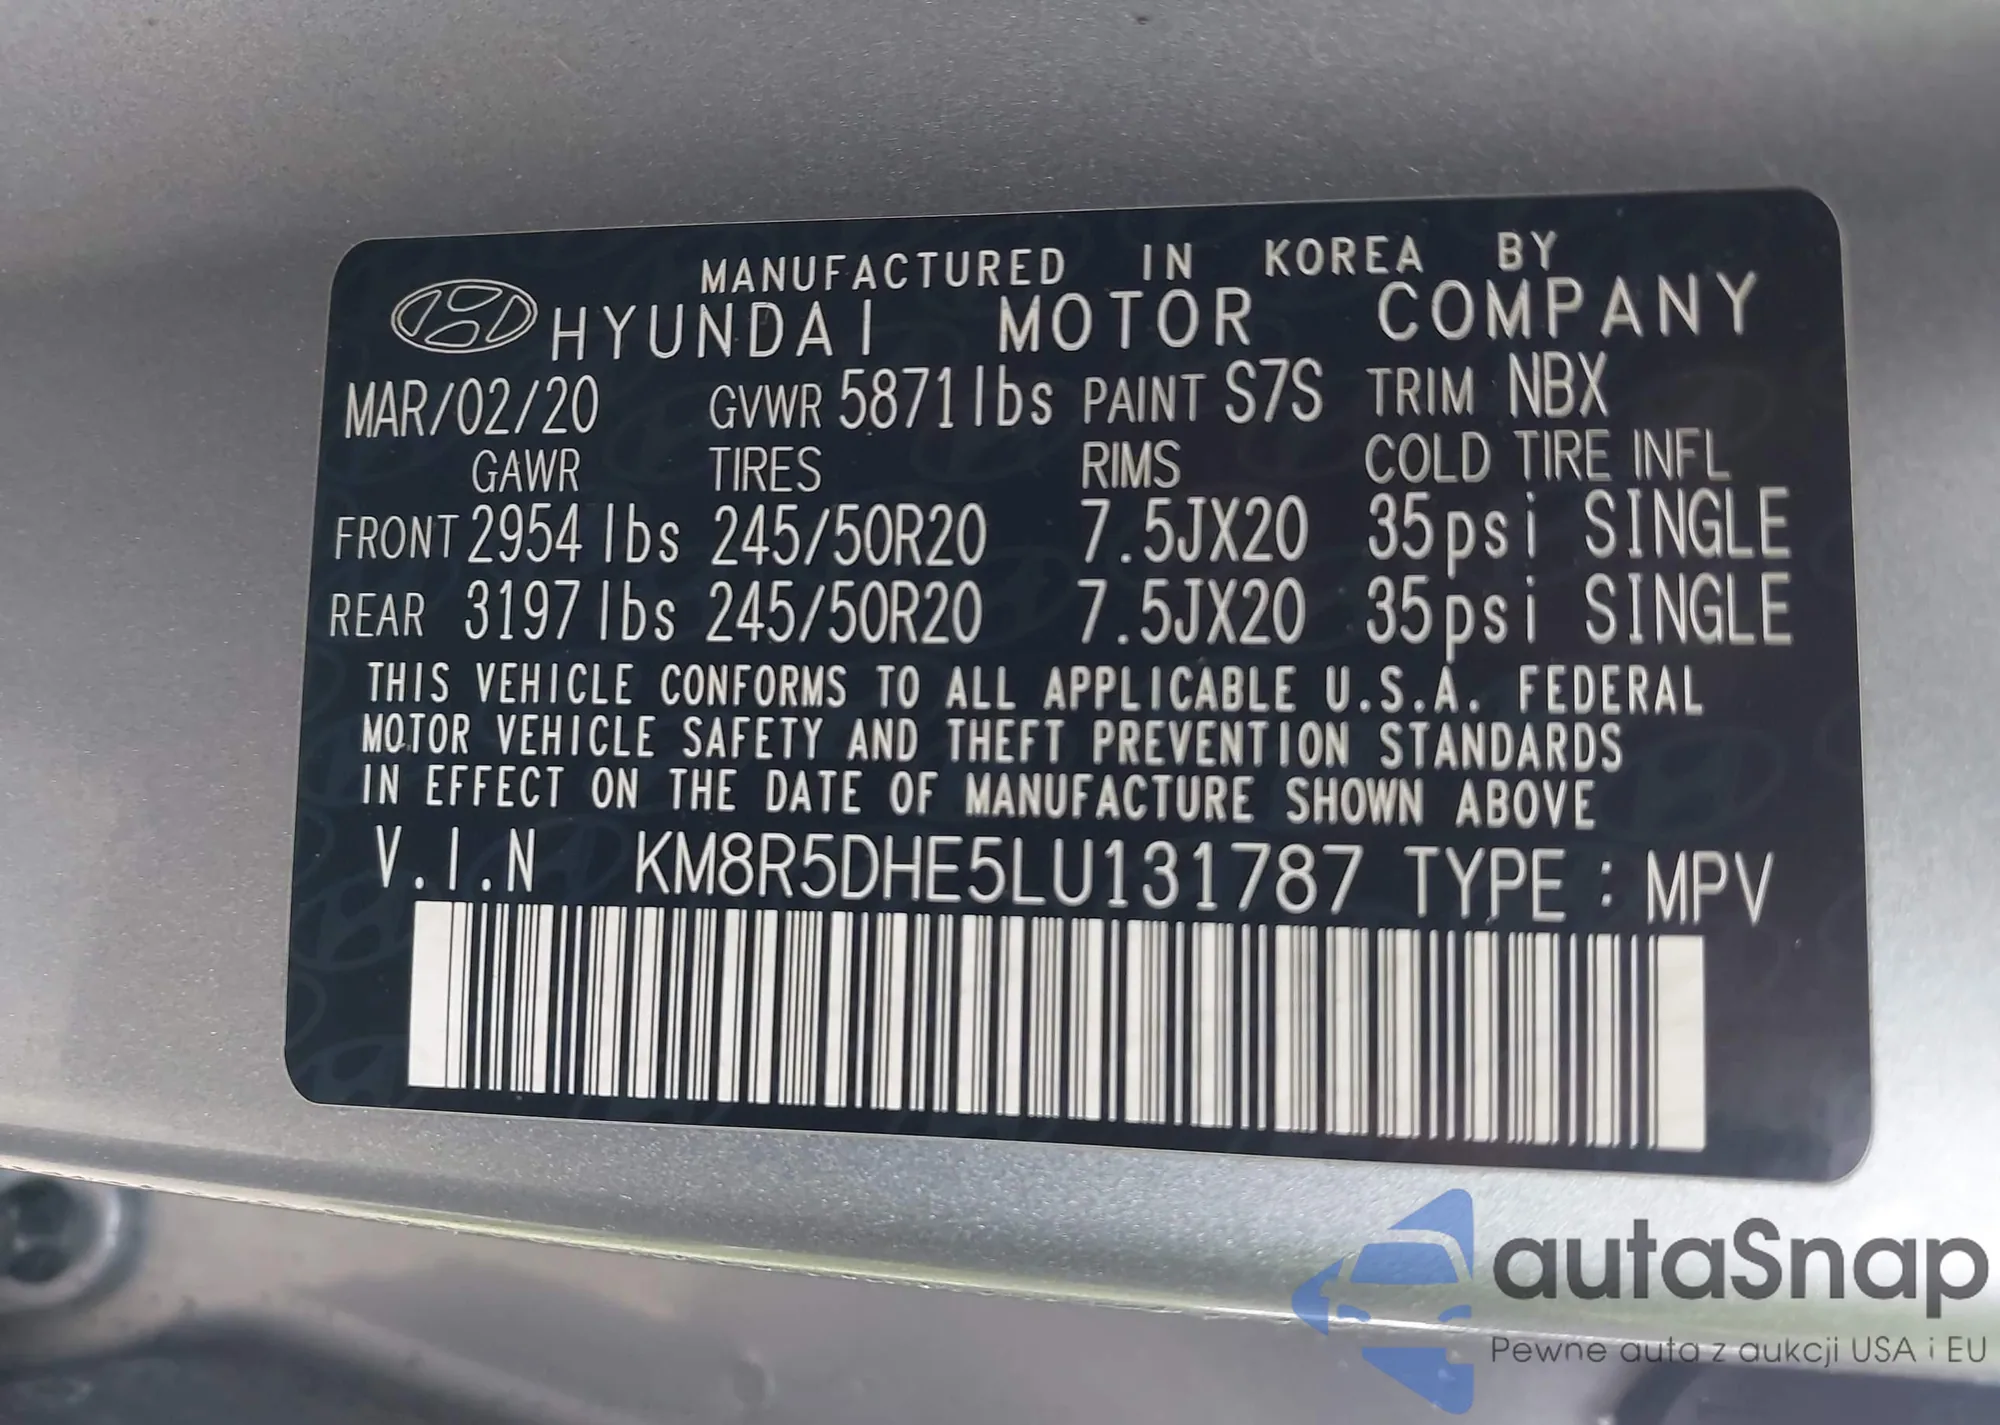 MANUFACTURED IN KOREA BY
HYUNDAI MOTOR COMPANY
MAR/02/20 GVWR 5871lbs PAINT S7S TRIM NBX
GAWR TIRES RIMS COLD TIRE INFL
FRONT 2954lbs 245/50R20 7.5JX20 35psi SINGLE
REAR 3197lbs 245/50R20 7.5JX20 35psi SINGLE
THIS VEHICLE CONFORMS TO ALL APPLICABLE U.S.A. FEDERAL
MOTOR VEHICLE SAFETY AND THEFT PREVENTION STANDARDS
IN EFFECT ON THE DATE OF MANUFACTURE SHOWN ABOVE
V.I.N KM8R5DHE5LU131787 TYPE : MPV
autaSnap
Pewne auta z aukcji USA i EU